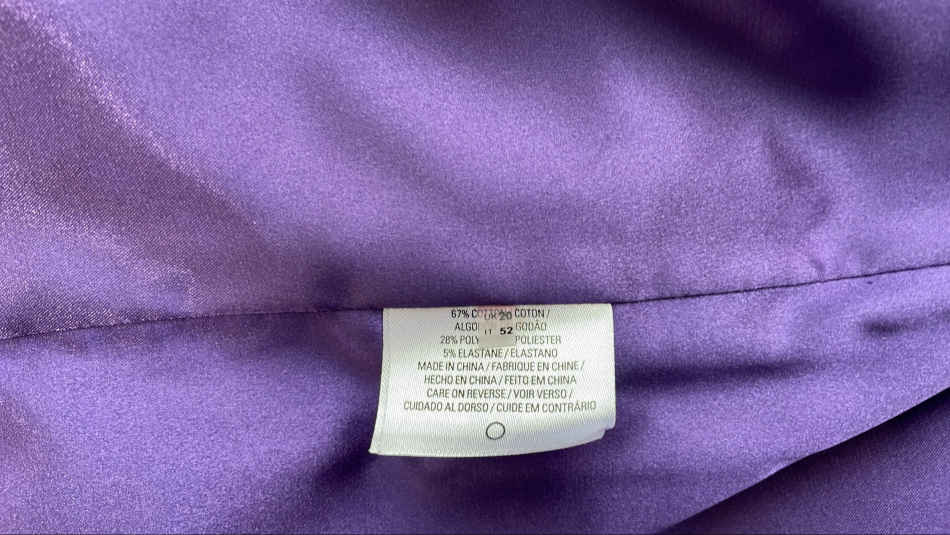 67% COTTON / COTON /
UK 20
ALGO GODÃO
IT 52
28% POLY POLIESTER
5% ELASTANE / ELASTANO
MADE IN CHINA / FABRIQUE EN CHINE /
HECHO EN CHINA / FEITO EM CHINA
CARE ON REVERSE / VOIR VERSO /
CUIDADO AL DORSO / CUIDE EM CONTRÁRIO